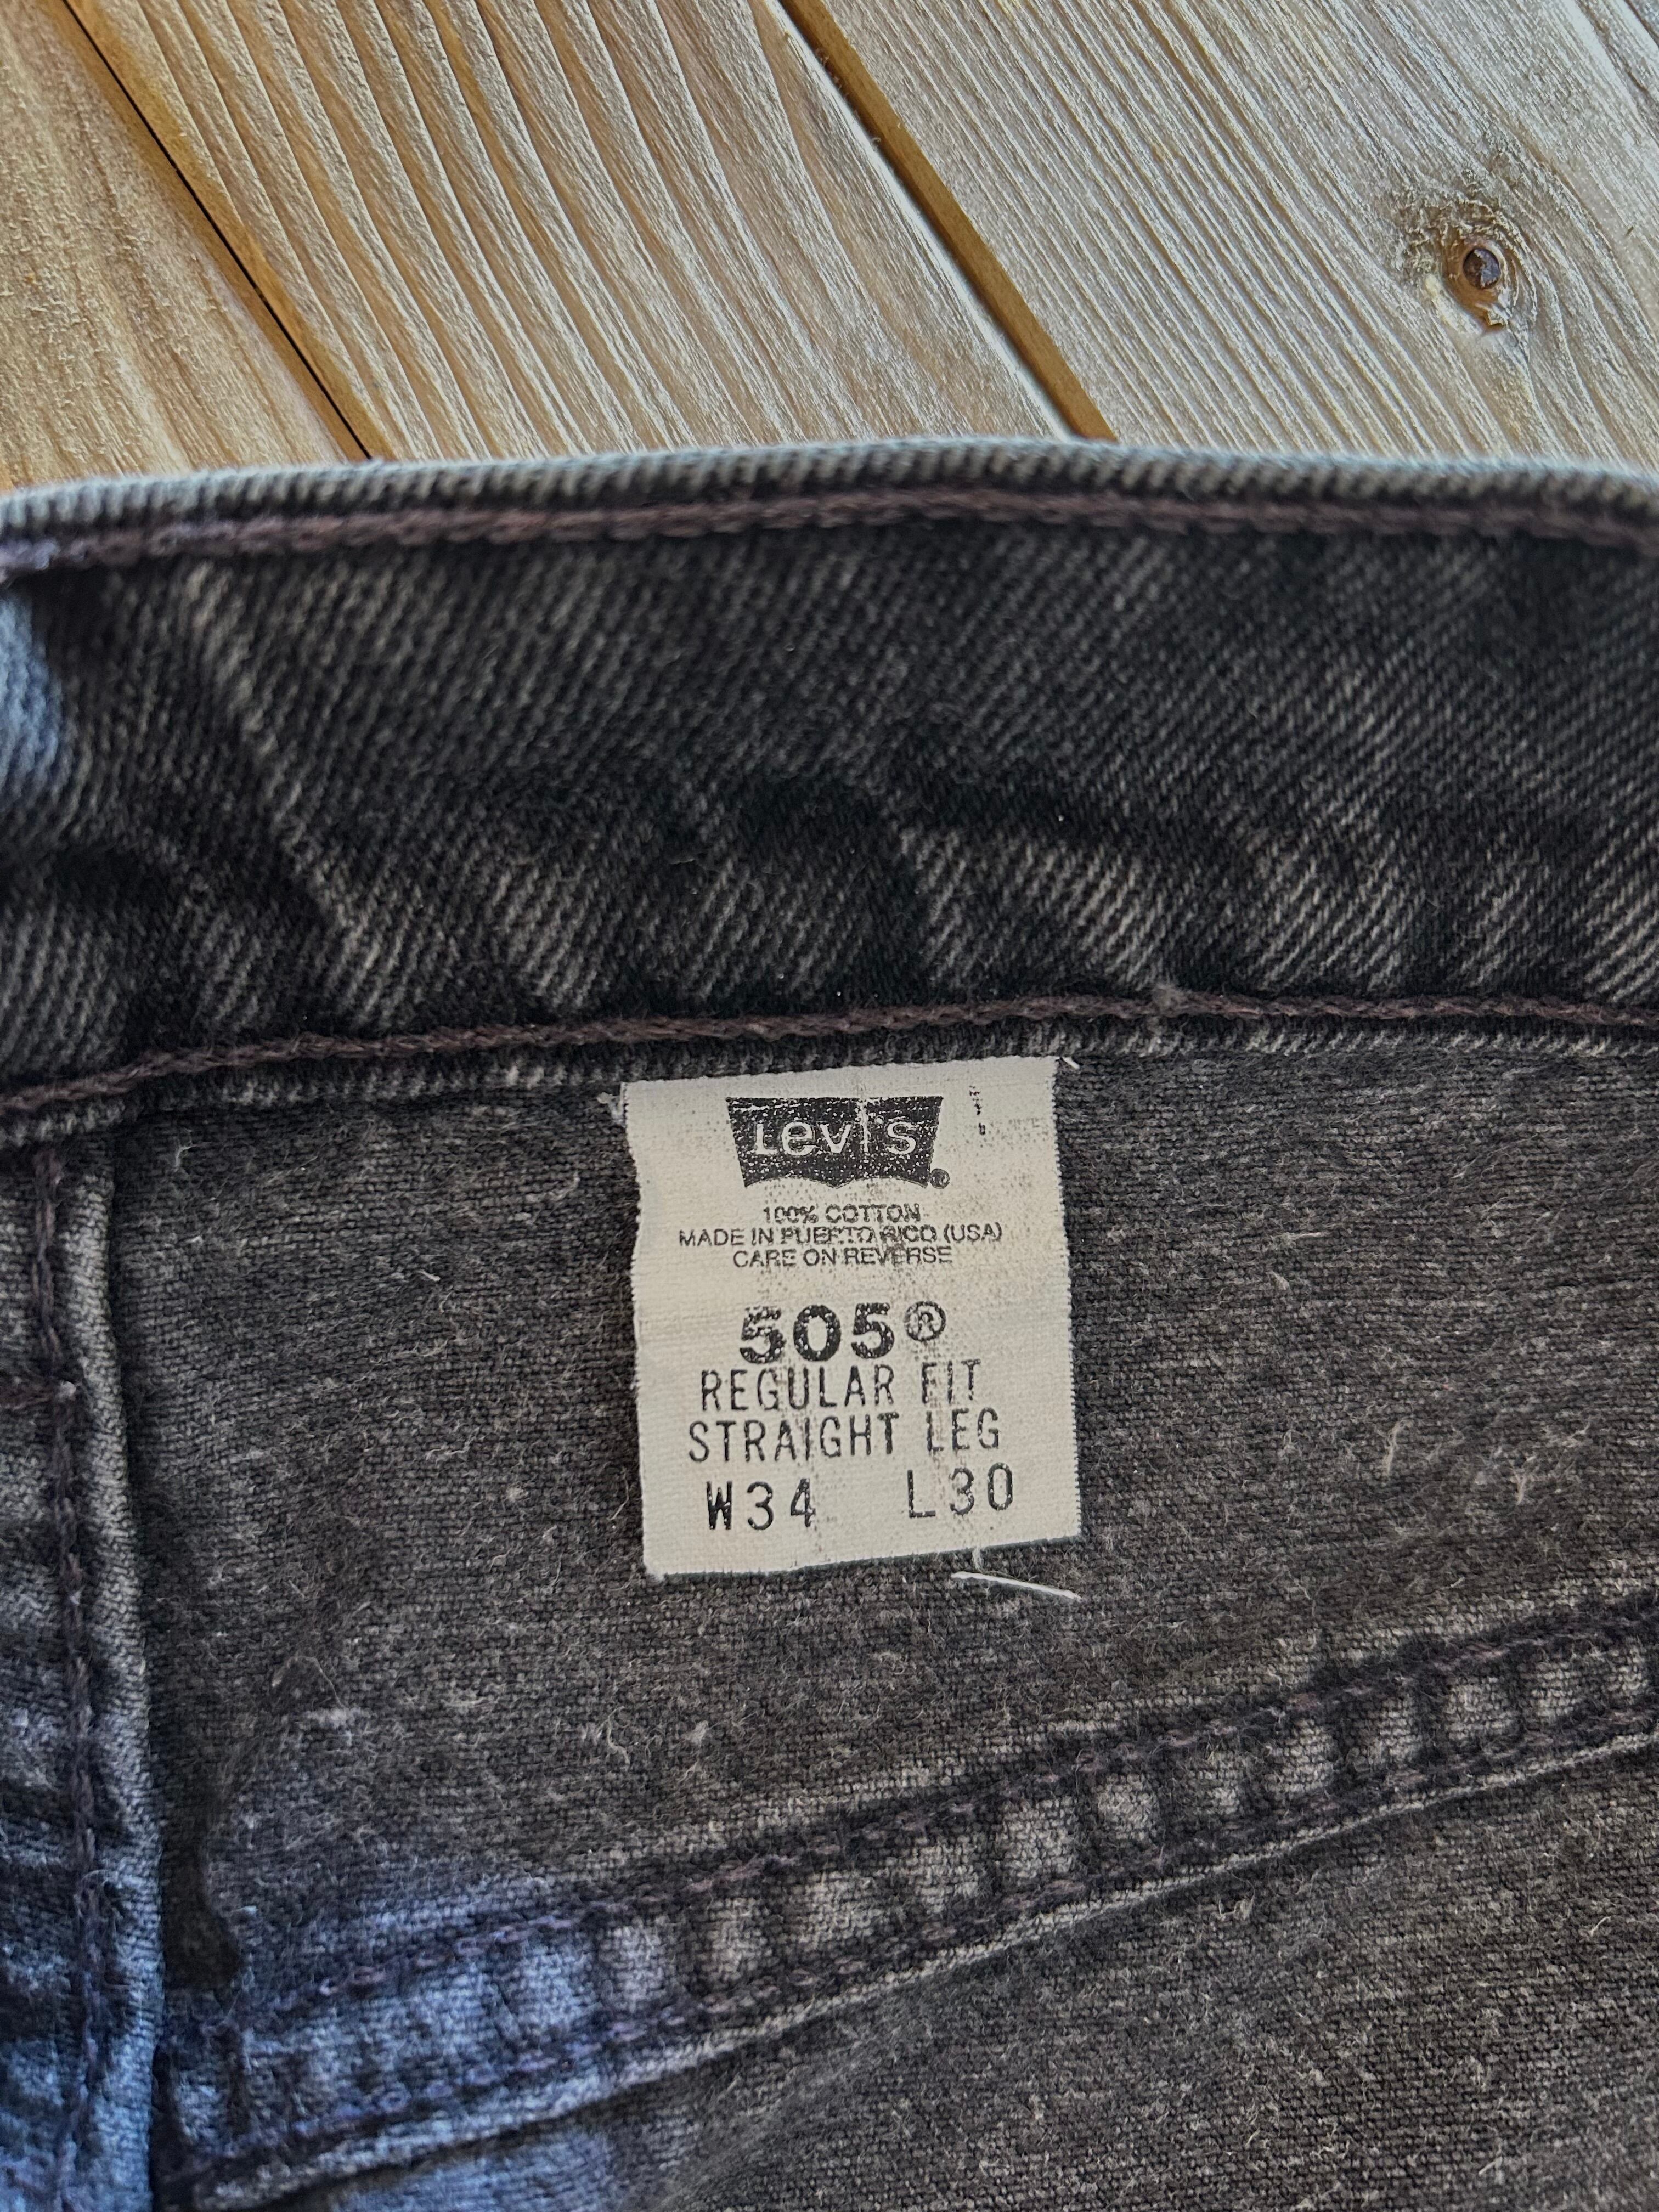 Levi's®
100% COTTON
MADE IN PUERTO RICO (USA)
CARE ON REVERSE
505®
REGULAR FIT
STRAIGHT LEG
W34 L30